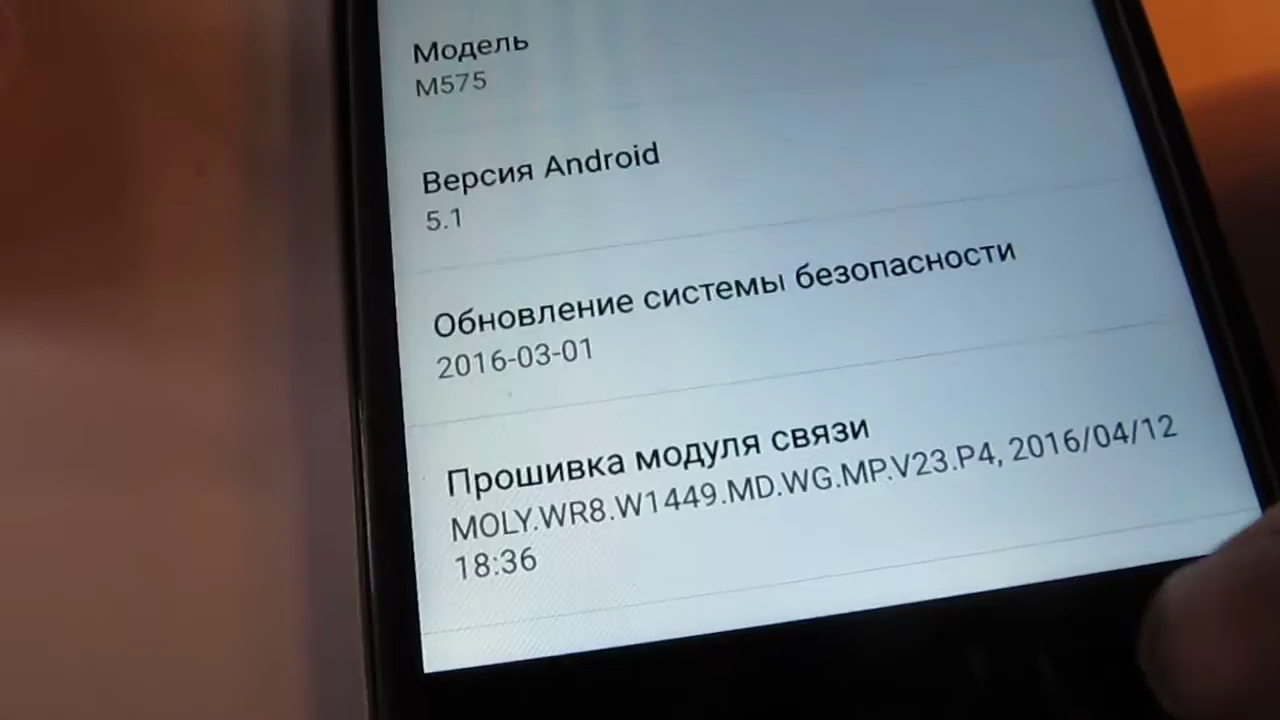 Модель
M575
Версия Android
5.1
Обновление системы безопасности
2016-03-01
Прошивка модуля связи
MOLY.WR8.W1449.MD.WG.MP.V23.P4, 2016/04/12
18:36